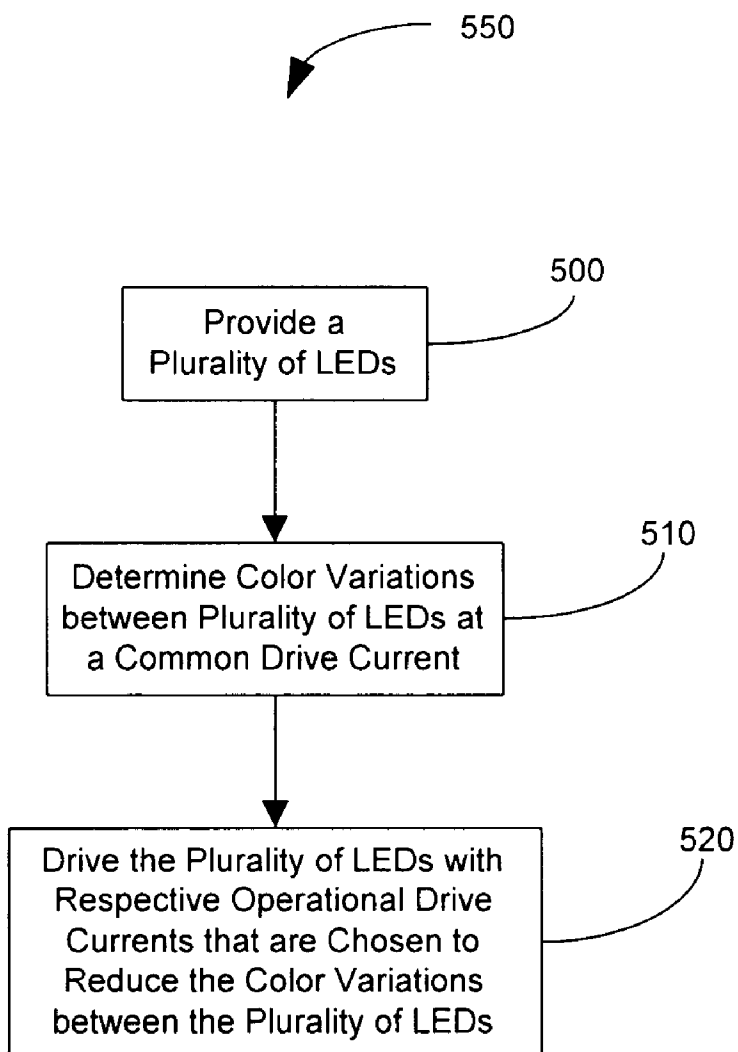 550
500
Provide a
Plurality of LEDs
510
Determine Color Variations
between Plurality of LEDs at
a Common Drive Current
520
Drive the Plurality of LEDs with
Respective Operational Drive
Currents that are Chosen to
Reduce the Color Variations
between the Plurality of LEDs